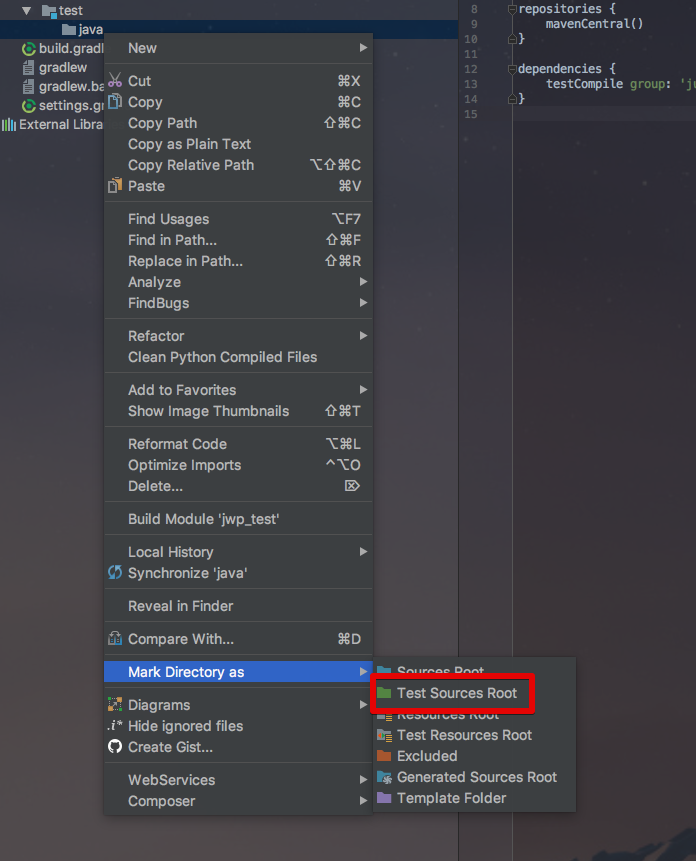 test
java
build.gradl
gradlew
gradlew.ba
settings.gr
External Libra
New
Cut ⌘X
Copy ⌘C
Copy Path ⇧⌘C
Copy as Plain Text
Copy Relative Path ⌥⇧⌘C
Paste ⌘V
Find Usages ⌥F7
Find in Path... ⇧⌘F
Replace in Path... ⇧⌘R
Analyze
FindBugs
Refactor
Clean Python Compiled Files
Add to Favorites
Show Image Thumbnails ⇧⌘T
Reformat Code ⌥⌘L
Optimize Imports ^⌥O
Delete... ⌦
Build Module 'jwp_test'
Local History
Synchronize 'java'
Reveal in Finder
Compare With... ⌘D
Mark Directory as
Diagrams
.i* Hide ignored files
Create Gist...
WebServices
Composer
Sources Root
Test Sources Root
Resources Root
Test Resources Root
Excluded
Generated Sources Root
Template Folder
8 repositories {
9 mavenCentral()
10 }
11
12 dependencies {
13 testCompile group: 'ju
14 }
15